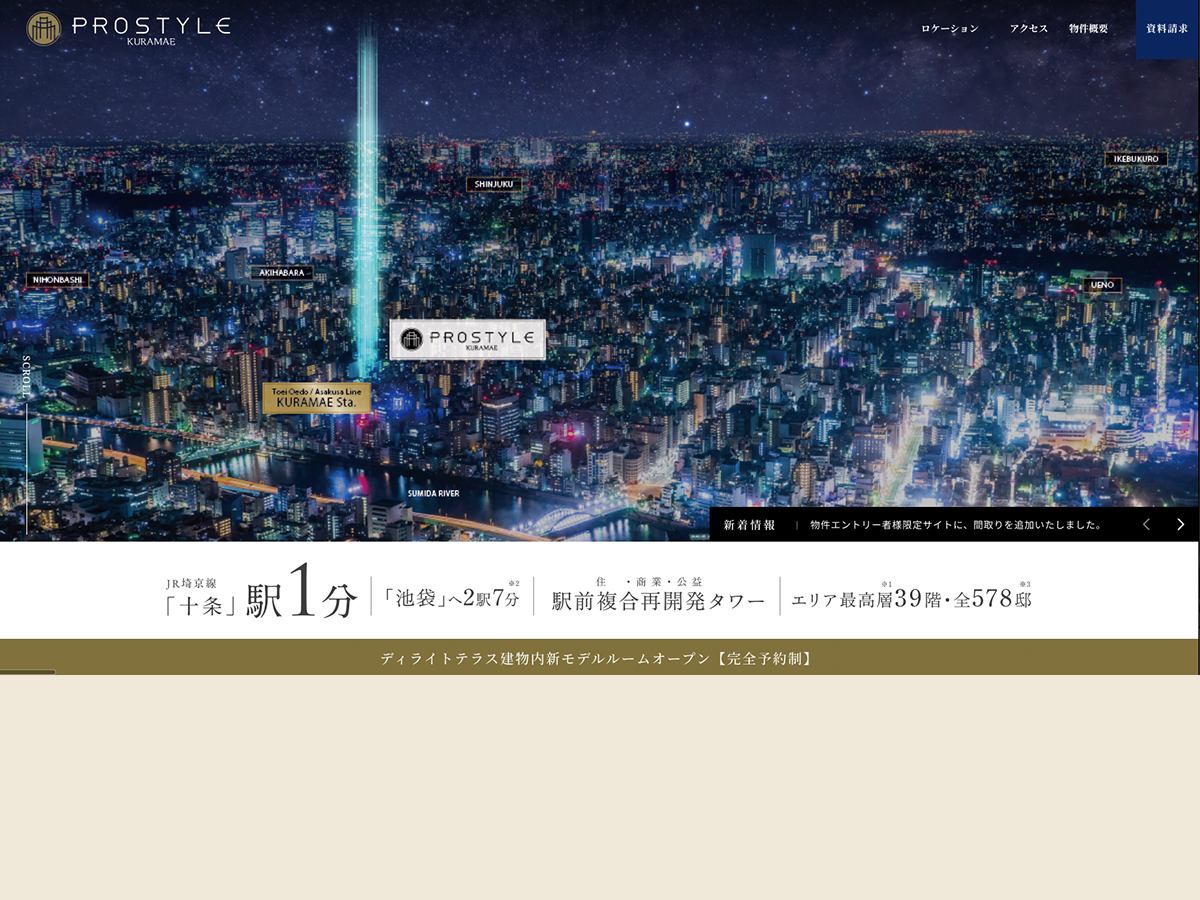 PROSTYLE
KURAMAE
ロケーション
アクセス
物件概要
資料請求
IKEBUKURO
SHINJUKU
AKIHABARA
NIHONBASHI
UENO
PROSTYLE
KURAMAE
SCROLL
Toei Oedo / Asakusa Line
KURAMAE Sta.
SUMIDA RIVER
新着情報
物件エントリー者様限定サイトに、間取りを追加いたしました。
JR埼京線
「十条」駅1分
「池袋」へ2駅7分※2
住 ・商業・公益
駅前複合再開発タワー
エリア最高層※139階・全578邸※3
ディライトテラス建物内新モデルルームオープン【完全予約制】